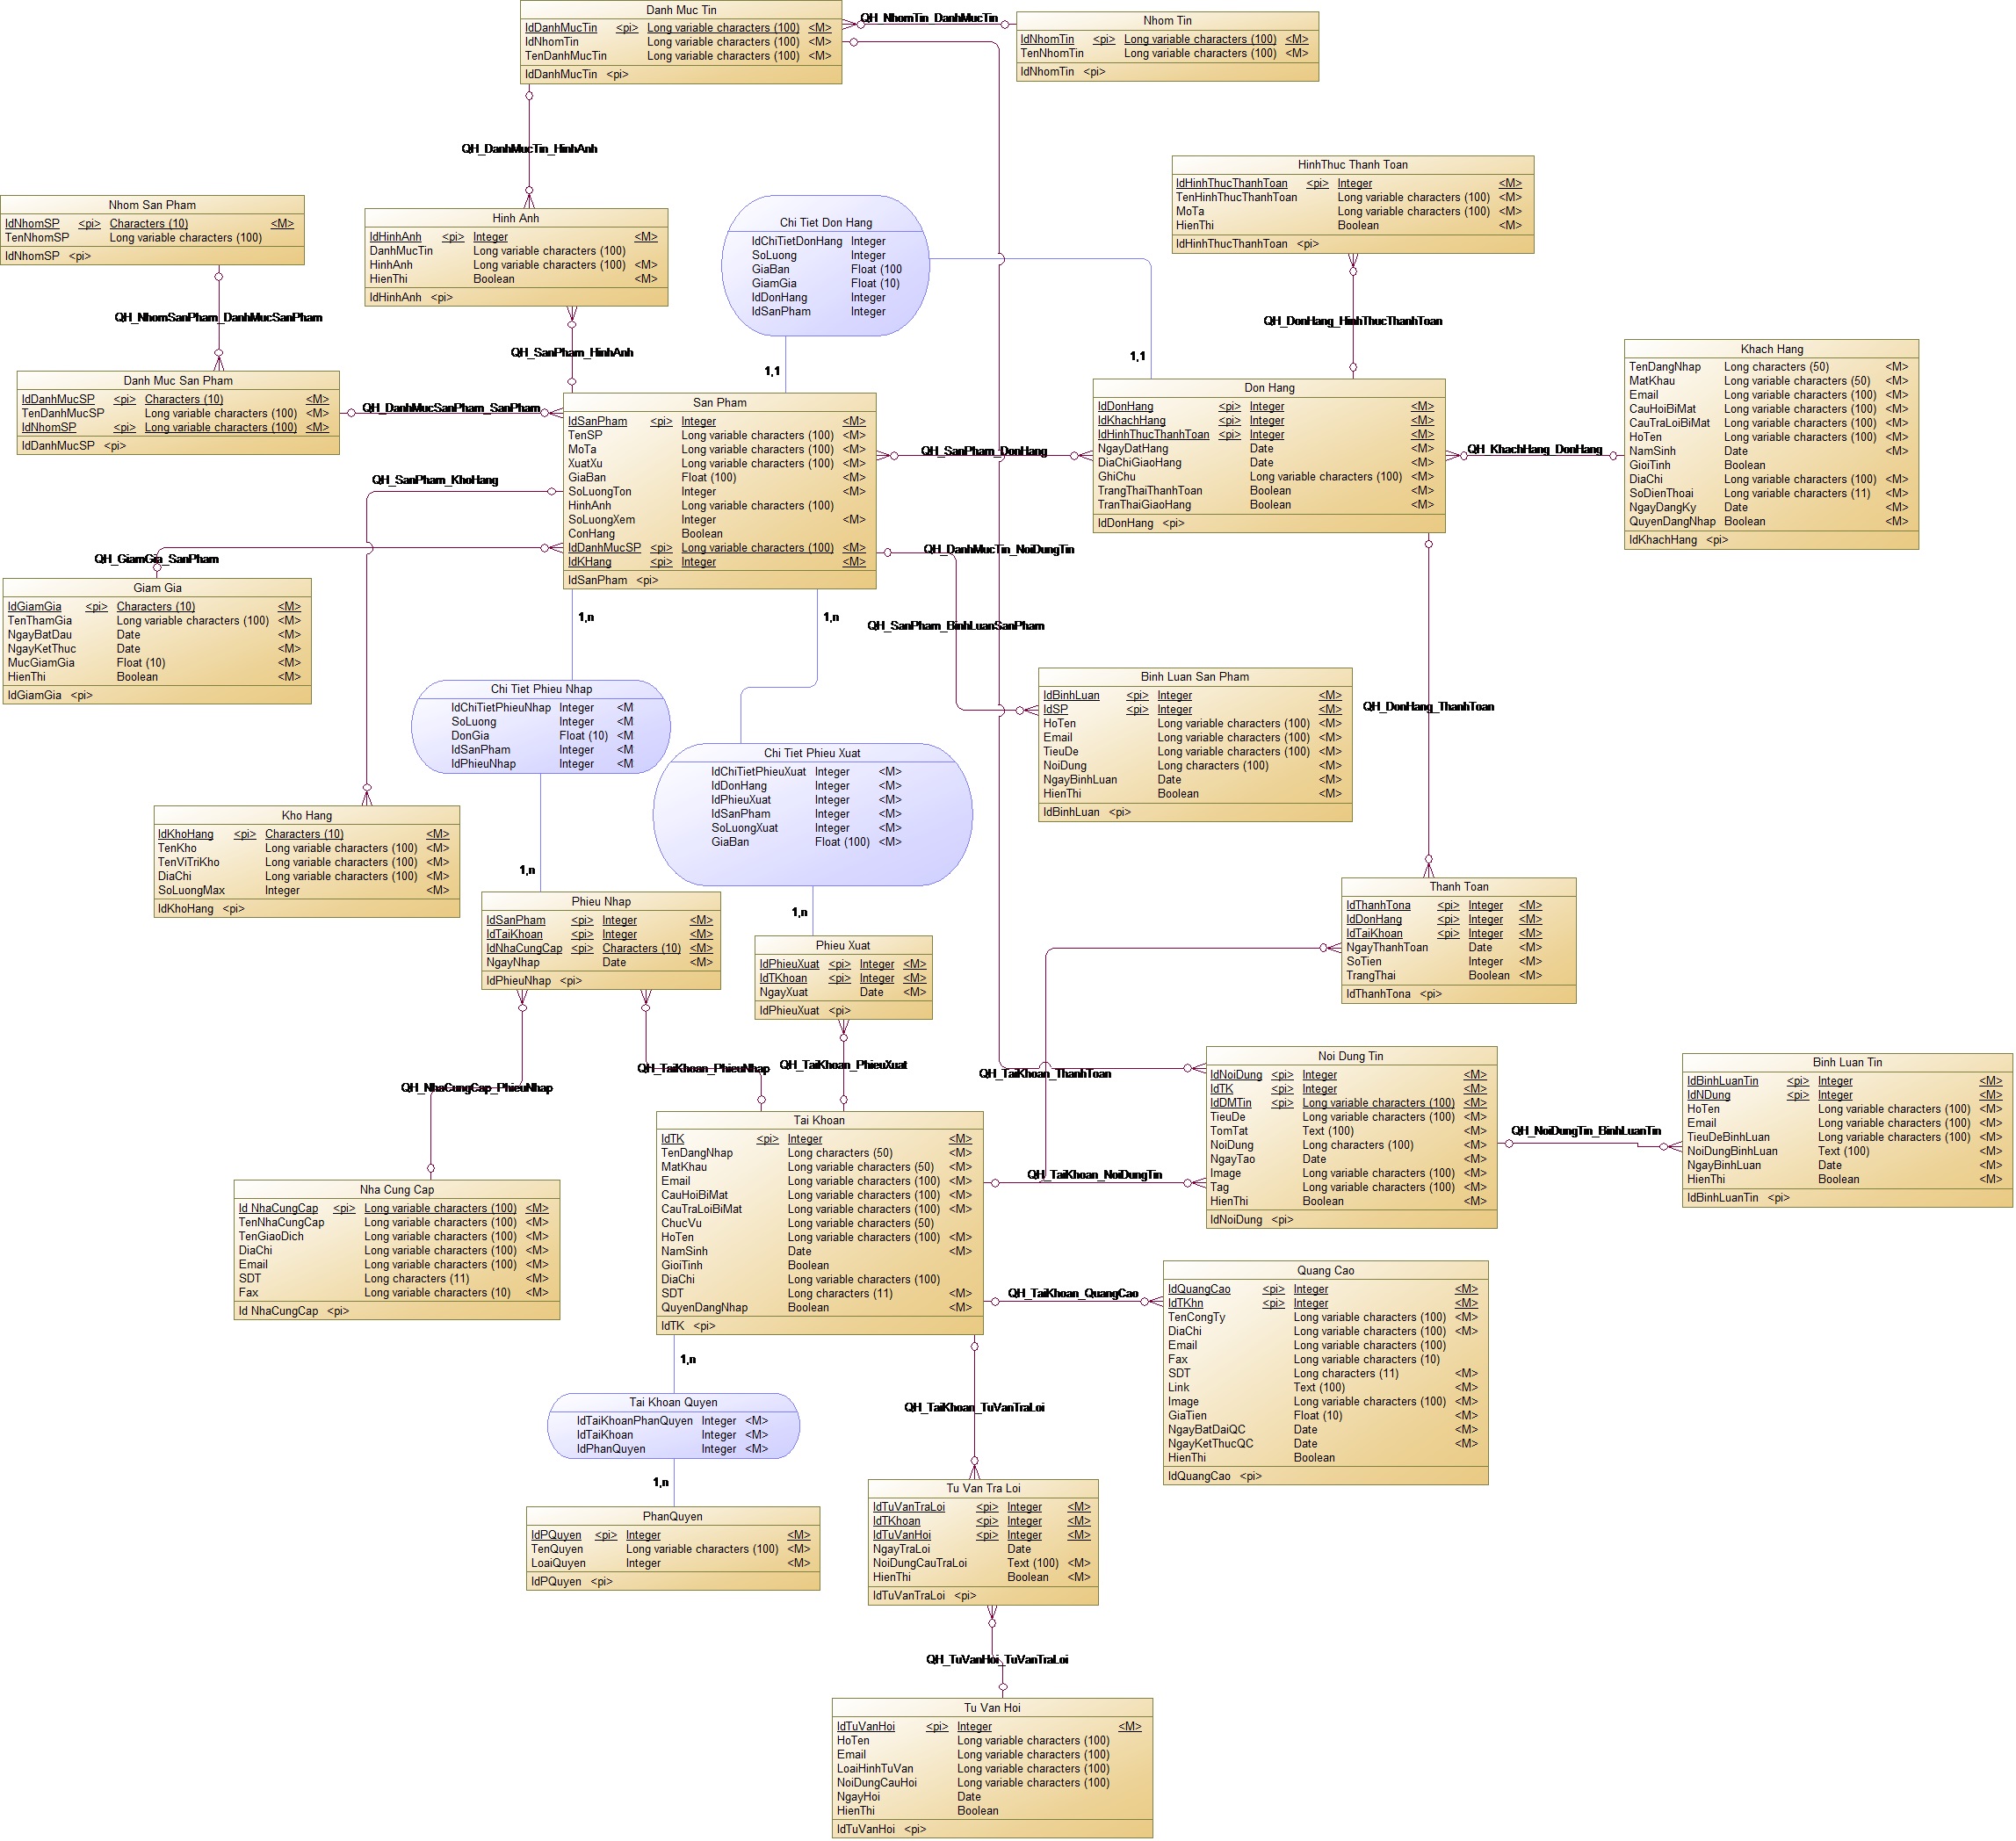 Danh Muc Tin
IdDanhMucTin <pi> Long variable characters (100) <M>
IdNhomTin Long variable characters (100) <M>
TenDanhMucTin Long variable characters (100) <M>
IdDanhMucTin <pi>
QH_NhomTin_DanhMucTin
Nhom Tin
IdNhomTin <pi> Long variable characters (100) <M>
TenNhomTin Long variable characters (100) <M>
IdNhomTin <pi>
QH_DanhMucTin_HinhAnh
HinhThuc Thanh Toan
IdHinhThucThanhToan <pi> Integer <M>
TenHinhThucThanhToan Long variable characters (100) <M>
MoTa Long variable characters (100) <M>
HienThi Boolean <M>
IdHinhThucThanhToan <pi>
Nhom San Pham
IdNhomSP <pi> Characters (10) <M>
TenNhomSP Long variable characters (100)
IdNhomSP <pi>
Hinh Anh
IdHinhAnh <pi> Integer <M>
DanhMucTin Long variable characters (100)
HinhAnh Long variable characters (100) <M>
HienThi Boolean <M>
IdHinhAnh <pi>
Chi Tiet Don Hang
IdChiTietDonHang Integer
SoLuong Integer
GiaBan Float (100
GiamGia Float (10)
IdDonHang Integer
IdSanPham Integer
QH_NhomSanPham_DanhMucSanPham
QH_SanPham_HinhAnh
QH_DonHang_HinhThucThanhToan
1,1
1,1
Danh Muc San Pham
IdDanhMucSP <pi> Characters (10) <M>
TenDanhMucSP Long variable characters (100) <M>
IdNhomSP <pi> Long variable characters (100) <M>
IdDanhMucSP <pi>
QH_DanhMucSanPham_SanPham
San Pham
IdSanPham <pi> Integer <M>
TenSP Long variable characters (100) <M>
MoTa Long variable characters (100) <M>
XuatXu Long variable characters (100) <M>
GiaBan Float (100) <M>
SoLuongTon Integer <M>
HinhAnh Long variable characters (100)
SoLuongXem Integer <M>
ConHang Boolean
IdDanhMucSP <pi> Long variable characters (100) <M>
IdKHang <pi> Integer <M>
IdSanPham <pi>
QH_SanPham_DonHang
Don Hang
IdDonHang <pi> Integer <M>
IdKhachHang <pi> Integer <M>
IdHinhThucThanhToan <pi> Integer <M>
NgayDatHang Date <M>
DiaChiGiaoHang Date <M>
GhiChu Long variable characters (100) <M>
TrangThaiThanhToan Boolean <M>
TranThaiGiaoHang Boolean <M>
IdDonHang <pi>
QH_KhachHang_DonHang
Khach Hang
TenDangNhap Long characters (50) <M>
MatKhau Long variable characters (50) <M>
Email Long variable characters (100) <M>
CauHoiBiMat Long variable characters (100) <M>
CauTraLoiBiMat Long variable characters (100) <M>
HoTen Long variable characters (100) <M>
NamSinh Date <M>
GioiTinh Boolean
DiaChi Long variable characters (100) <M>
SoDienThoai Long variable characters (11) <M>
NgayDangKy Date <M>
QuyenDangNhap Boolean <M>
IdKhachHang <pi>
QH_SanPham_KhoHang
QH_GiamGia_SanPham
QH_DanhMucTin_NoiDungTin
Giam Gia
IdGiamGia <pi> Characters (10) <M>
TenThamGia Long variable characters (100) <M>
NgayBatDau Date <M>
NgayKetThuc Date <M>
MucGiamGia Float (10) <M>
HienThi Boolean <M>
IdGiamGia <pi>
1,n
1,n
QH_SanPham_BinhLuanSanPham
Chi Tiet Phieu Nhap
IdChiTietPhieuNhap Integer <M
SoLuong Integer <M
DonGia Float (10) <M
IdSanPham Integer <M
IdPhieuNhap Integer <M
Binh Luan San Pham
IdBinhLuan <pi> Integer <M>
IdSP <pi> Integer <M>
HoTen Long variable characters (100) <M>
Email Long variable characters (100) <M>
TieuDe Long variable characters (100) <M>
NoiDung Long characters (100) <M>
NgayBinhLuan Date <M>
HienThi Boolean <M>
IdBinhLuan <pi>
QH_DonHang_ThanhToan
Chi Tiet Phieu Xuat
IdChiTietPhieuXuat Integer <M>
IdDonHang Integer <M>
IdPhieuXuat Integer <M>
IdSanPham Integer <M>
SoLuongXuat Integer <M>
GiaBan Float (100) <M>
Kho Hang
IdKhoHang <pi> Characters (10) <M>
TenKho Long variable characters (100) <M>
TenViTriKho Long variable characters (100) <M>
DiaChi Long variable characters (100) <M>
SoLuongMax Integer <M>
IdKhoHang <pi>
1,n
1,n
Phieu Nhap
IdSanPham <pi> Integer <M>
IdTaiKhoan <pi> Integer <M>
IdNhaCungCap <pi> Characters (10) <M>
NgayNhap Date <M>
IdPhieuNhap <pi>
Phieu Xuat
IdPhieuXuat <pi> Integer <M>
IdTKhoan <pi> Integer <M>
NgayXuat Date <M>
IdPhieuXuat <pi>
Thanh Toan
IdThanhTona <pi> Integer <M>
IdDonHang <pi> Integer <M>
IdTaiKhoan <pi> Integer <M>
NgayThanhToan Date <M>
SoTien Integer <M>
TrangThai Boolean <M>
IdThanhTona <pi>
QH_NhaCungCap_PhieuNhap
QH_TaiKhoan_PhieuNhap
QH_TaiKhoan_PhieuXuat
QH_TaiKhoan_ThanhToan
Noi Dung Tin
IdNoiDung <pi> Integer <M>
IdTK <pi> Integer <M>
IdDMTin <pi> Long variable characters (100) <M>
TieuDe Long variable characters (100) <M>
TomTat Text (100) <M>
NoiDung Long characters (100) <M>
NgayTao Date <M>
Image Long variable characters (100) <M>
Tag Long variable characters (100) <M>
HienThi Boolean <M>
IdNoiDung <pi>
QH_NoiDungTin_BinhLuanTin
Binh Luan Tin
IdBinhLuanTin <pi> Integer <M>
IdNDung <pi> Integer <M>
HoTen Long variable characters (100) <M>
Email Long variable characters (100) <M>
TieuDeBinhLuan Long variable characters (100) <M>
NoiDungBinhLuan Text (100) <M>
NgayBinhLuan Date <M>
HienThi Boolean <M>
IdBinhLuanTin <pi>
Tai Khoan
IdTK <pi> Integer <M>
TenDangNhap Long characters (50) <M>
MatKhau Long variable characters (50) <M>
Email Long variable characters (100) <M>
CauHoiBiMat Long variable characters (100) <M>
CauTraLoiBiMat Long variable characters (100) <M>
ChucVu Long variable characters (50)
HoTen Long variable characters (100) <M>
NamSinh Date <M>
GioiTinh Boolean
DiaChi Long variable characters (100)
SDT Long characters (11) <M>
QuyenDangNhap Boolean <M>
IdTK <pi>
QH_TaiKhoan_NoiDungTin
Nha Cung Cap
Id NhaCungCap <pi> Long variable characters (100) <M>
TenNhaCungCap Long variable characters (100) <M>
TenGiaoDich Long variable characters (100) <M>
DiaChi Long variable characters (100) <M>
Email Long variable characters (100) <M>
SDT Long characters (11) <M>
Fax Long variable characters (10) <M>
Id NhaCungCap <pi>
QH_TaiKhoan_QuangCao
Quang Cao
IdQuangCao <pi> Integer <M>
IdTKhn <pi> Integer <M>
TenCongTy Long variable characters (100) <M>
DiaChi Long variable characters (100) <M>
Email Long variable characters (100)
Fax Long variable characters (10)
SDT Long characters (11) <M>
Link Text (100) <M>
Image Long variable characters (100) <M>
GiaTien Float (10) <M>
NgayBatDaiQC Date <M>
NgayKetThucQC Date <M>
HienThi Boolean
IdQuangCao <pi>
1,n
Tai Khoan Quyen
IdTaiKhoanPhanQuyen Integer <M>
IdTaiKhoan Integer <M>
IdPhanQuyen Integer <M>
QH_TaiKhoan_TuVanTraLoi
1,n
PhanQuyen
IdPQuyen <pi> Integer <M>
TenQuyen Long variable characters (100) <M>
LoaiQuyen Integer <M>
IdPQuyen <pi>
Tu Van Tra Loi
IdTuVanTraLoi <pi> Integer <M>
IdTKhoan <pi> Integer <M>
IdTuVanHoi <pi> Integer <M>
NgayTraLoi Date
NoiDungCauTraLoi Text (100) <M>
HienThi Boolean <M>
IdTuVanTraLoi <pi>
QH_TuVanHoi_TuVanTraLoi
Tu Van Hoi
IdTuVanHoi <pi> Integer <M>
HoTen Long variable characters (100)
Email Long variable characters (100)
LoaiHinhTuVan Long variable characters (100)
NoiDungCauHoi Long variable characters (100)
NgayHoi Date
HienThi Boolean
IdTuVanHoi <pi>